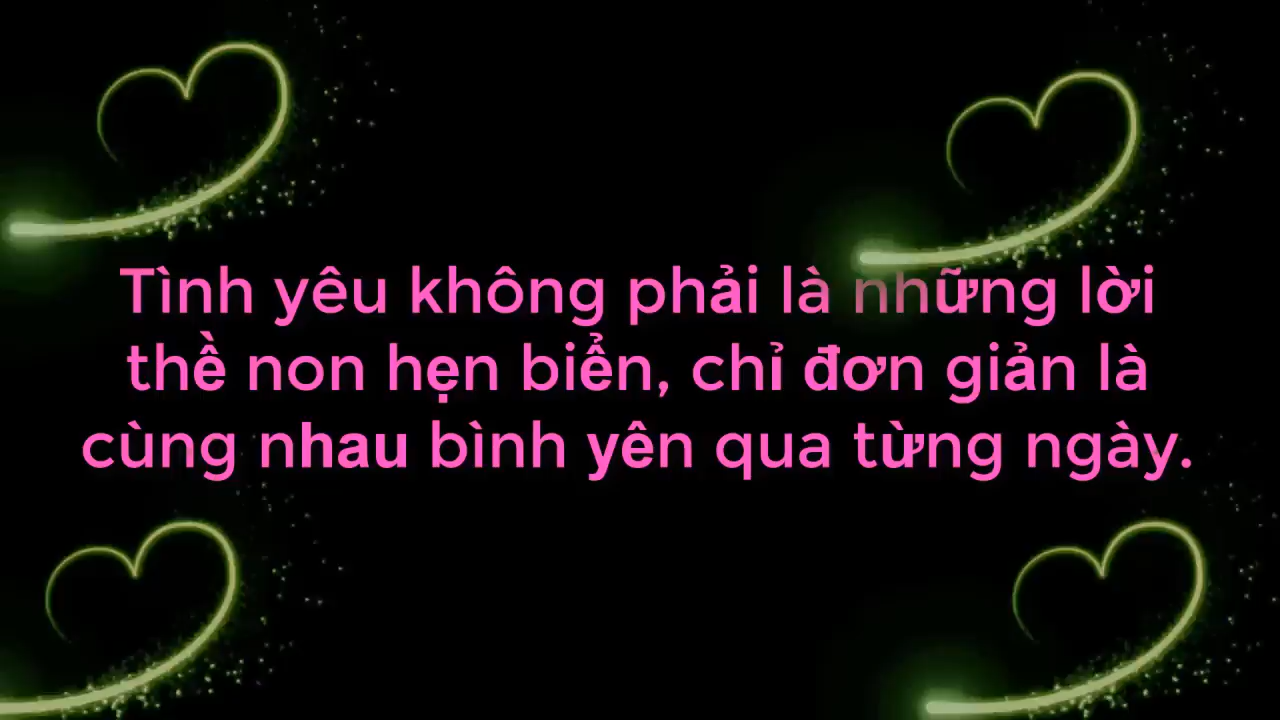 Tình yêu không phải là những lời
thề non hẹn biển, chỉ đơn giản là
cùng nhau bình yên qua từng ngày.